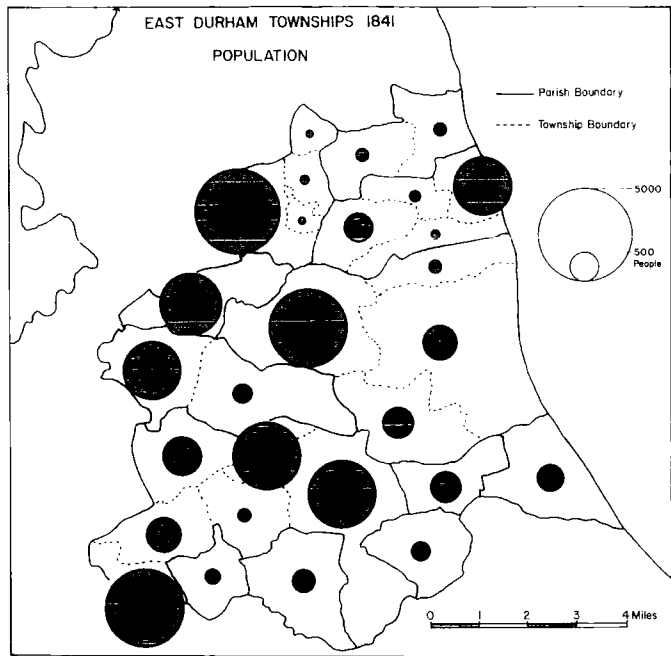 EAST DURHAM TOWNSHIPS 1841
POPULATION
Parish Boundary
Township Boundary
5000
500
People
0 1 2 3 4 Miles